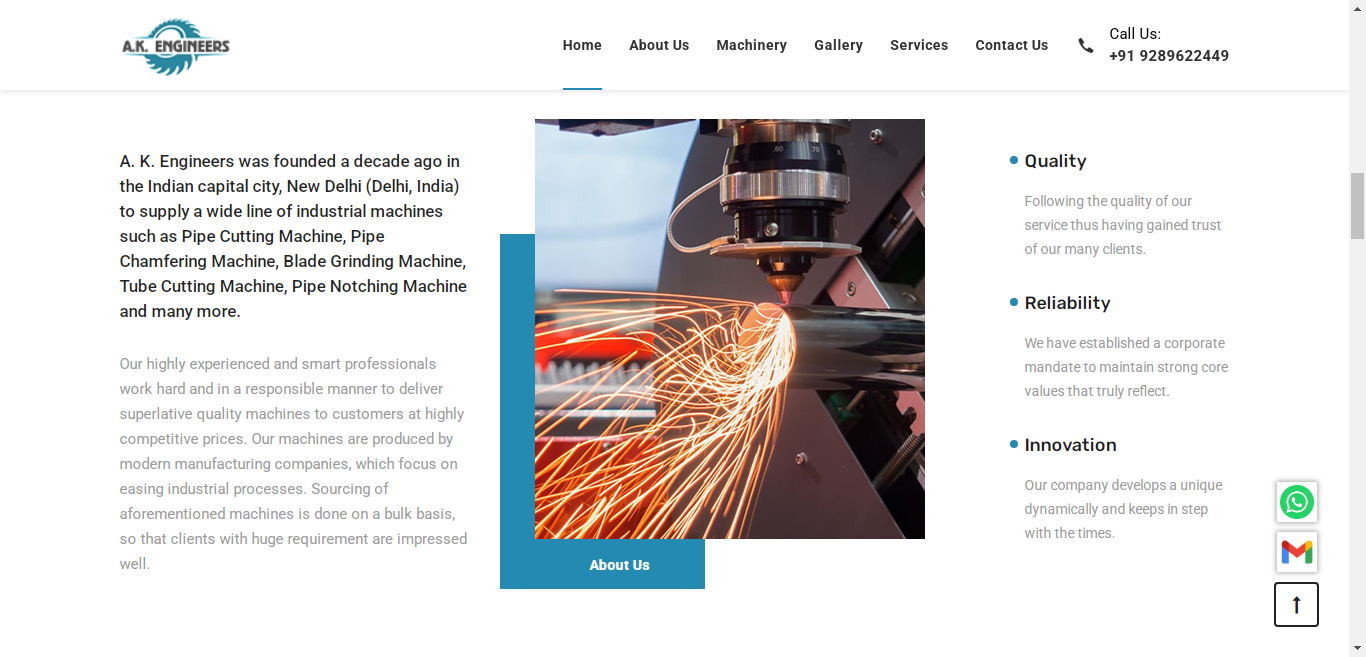 A.K. ENGINEERS
Home
About Us
Machinery
Gallery
Services
Contact Us
Call Us:
+91 9289622449
A. K. Engineers was founded a decade ago in
the Indian capital city, New Delhi (Delhi, India)
to supply a wide line of industrial machines
such as Pipe Cutting Machine, Pipe
Chamfering Machine, Blade Grinding Machine,
Tube Cutting Machine, Pipe Notching Machine
and many more.
Our highly experienced and smart professionals
work hard and in a responsible manner to deliver
superlative quality machines to customers at highly
competitive prices. Our machines are produced by
modern manufacturing companies, which focus on
easing industrial processes. Sourcing of
aforementioned machines is done on a bulk basis,
so that clients with huge requirement are impressed
well.
.60 .70
About Us
Quality
Following the quality of our
service thus having gained trust
of our many clients.
Reliability
We have established a corporate
mandate to maintain strong core
values that truly reflect.
Innovation
Our company develops a unique
dynamically and keeps in step
with the times.